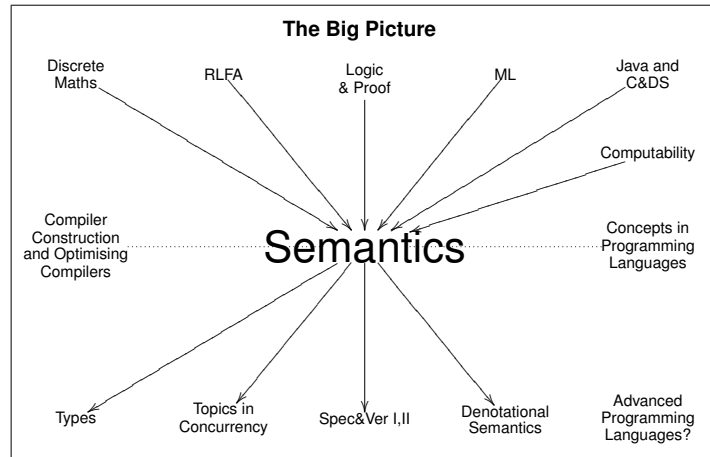 The Big Picture
Discrete
Maths
RLFA
Logic
& Proof
ML
Java and
C&DS
Computability
Compiler
Construction
and Optimising
Compilers
Semantics
Concepts in
Programming
Languages
Types
Topics in
Concurrency
Spec&Ver I,II
Denotational
Semantics
Advanced
Programming
Languages?